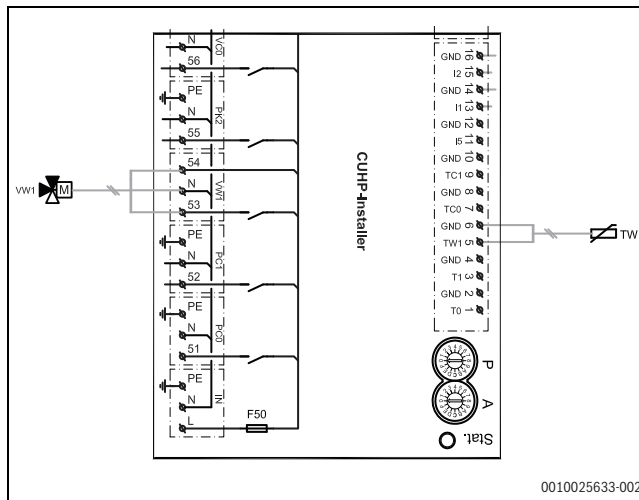 N
VC0
56
PE
N
PK2
55
54
N
VW1
53
PE
N
PC1
52
PE
N
PC0
51
PE
N
IN
L
F50
VW1
M
CUHP-Installer
GND 16
I2 15
GND 14
I1 13
GND 12
I5 11
GND 10
TC1 9
GND 8
TC0 7
GND 6
TW1 5
GND 4
T1 3
GND 2
T0 1
TW
P
A
Stat.
0010025633-002